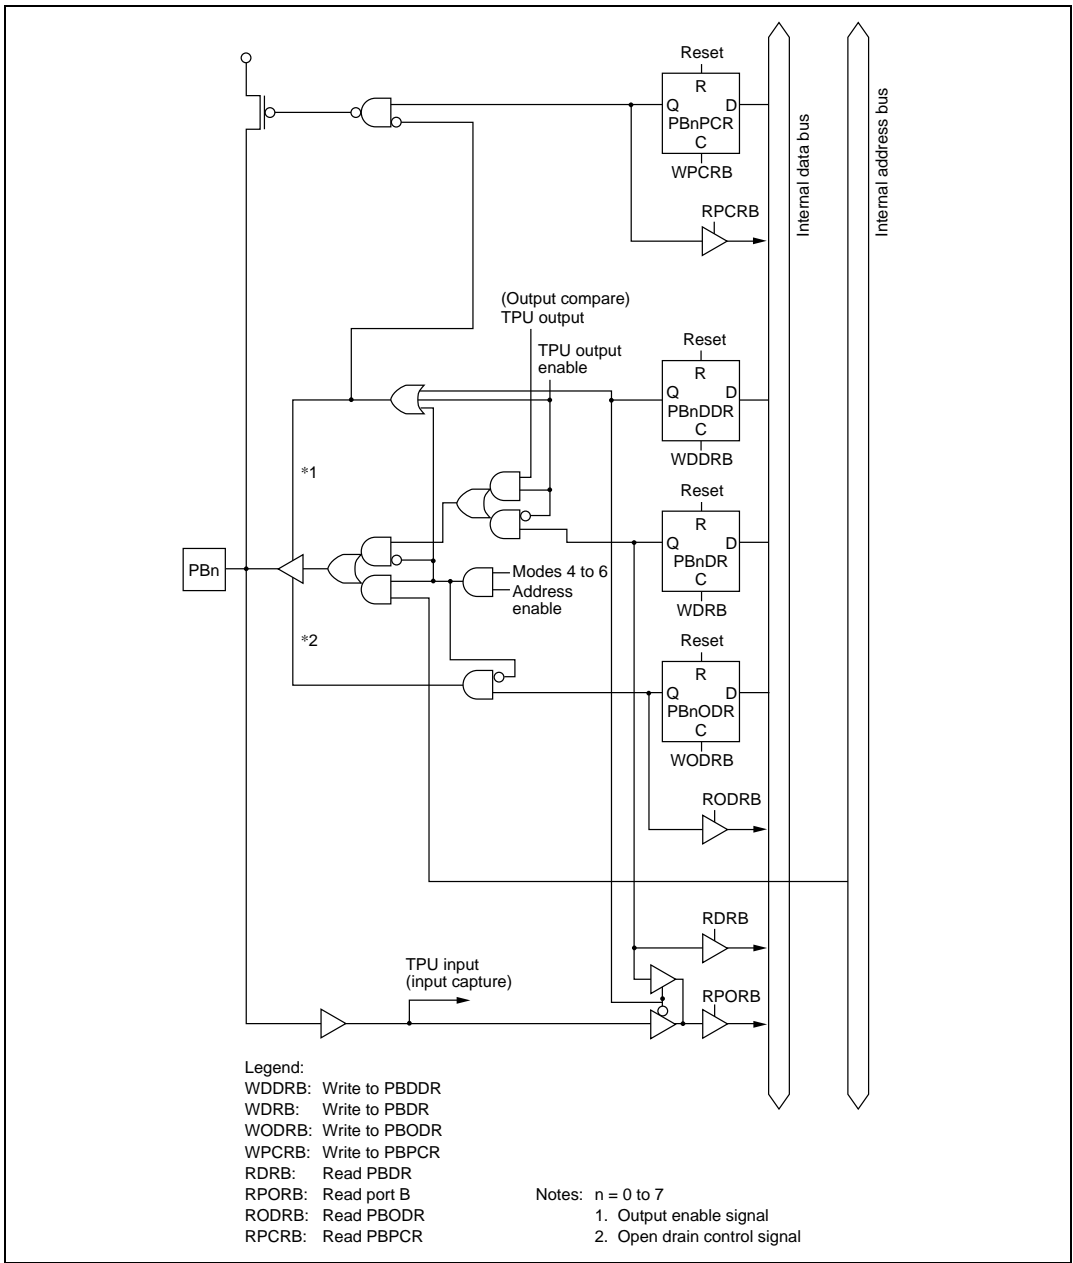 Reset
R
Q D
PBnPCR
C
WPCRB
RPCRB
Internal data bus
Internal address bus
(Output compare)
TPU output
TPU output
enable
Reset
R
Q D
PBnDDR
C
WDDRB
*1
Reset
R
Q D
PBnDR
C
WDRB
PBn
Modes 4 to 6
Address
enable
*2
Reset
R
Q D
PBnODR
C
WODRB
RODRB
RDRB
TPU input
(input capture)
RPORB
Legend:
WDDRB: Write to PBDDR
WDRB: Write to PBDR
WODRB: Write to PBODR
WPCRB: Write to PBPCR
RDRB: Read PBDR
RPORB: Read port B
RODRB: Read PBODR
RPCRB: Read PBPCR
Notes: n = 0 to 7
1. Output enable signal
2. Open drain control signal